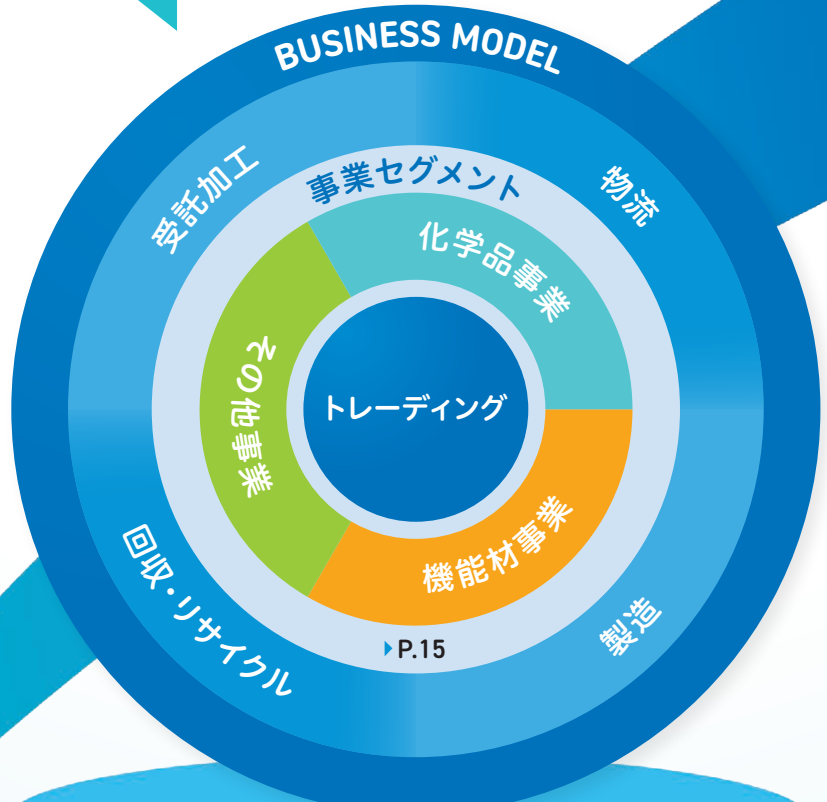 BUSINESS MODEL
受託加工
物流
事業セグメント
化学品事業
その他事業
トレーディング
機能材事業
回収・リサイクル
製造
P.15